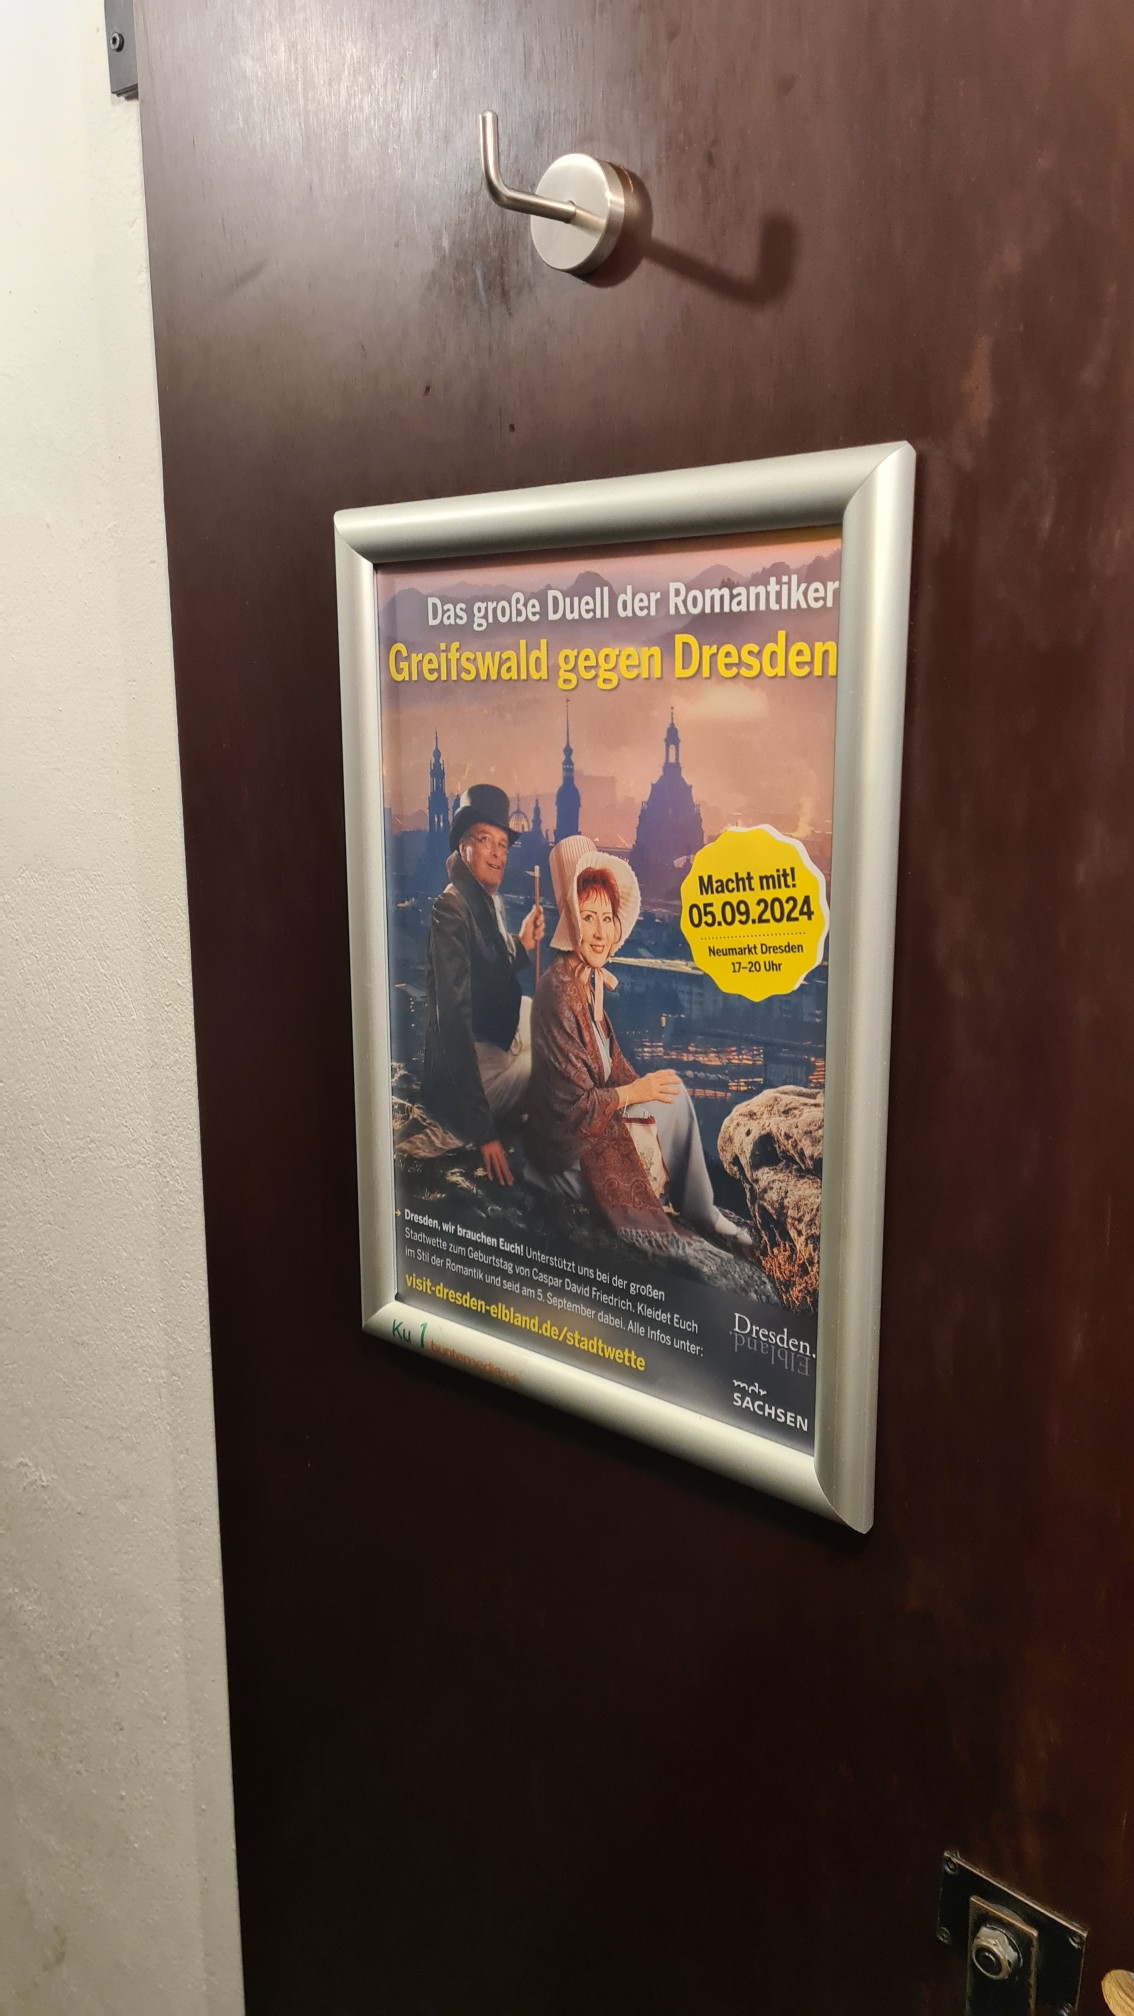 Das große Duell der Romantiker
Greifswald gegen Dresden
Macht mit!
05.09.2024
Neumarkt Dresden
17–20 Uhr
Dresden, wir brauchen Euch! Unterstützt uns bei der großen
Stadtwette zum Geburtstag von Caspar David Friedrich. Kleidet Euch
im Stil der Romantik und seid am 5. September dabei. Alle Infos unter:
visit-dresden-elbland.de/stadtwette
Dresden.
Elbland
mdr
SACHSEN
Ku 1